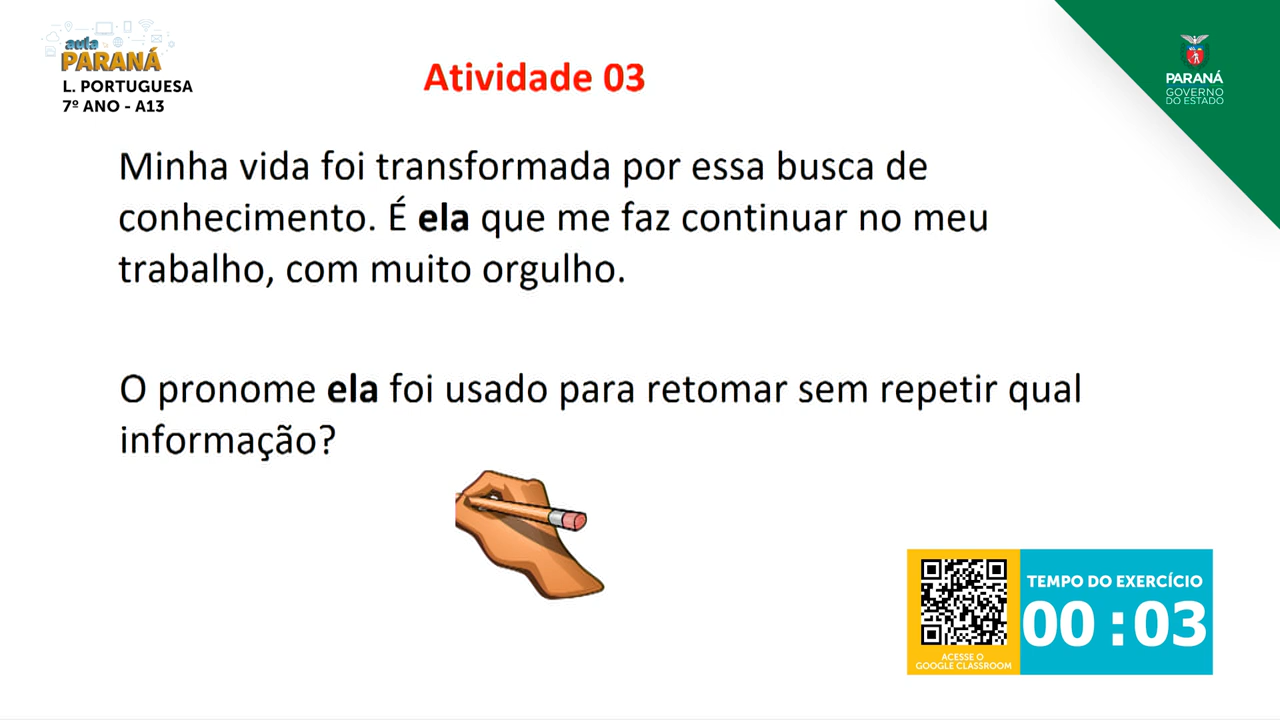 aula
PARANÁ
L. PORTUGUESA
7º ANO - A13
Atividade 03
PARANÁ
GOVERNO
DO ESTADO
Minha vida foi transformada por essa busca de
conhecimento. É ela que me faz continuar no meu
trabalho, com muito orgulho.
O pronome ela foi usado para retomar sem repetir qual
informação?
ACESSE O
GOOGLE CLASSROOM
TEMPO DO EXERCÍCIO
00:03